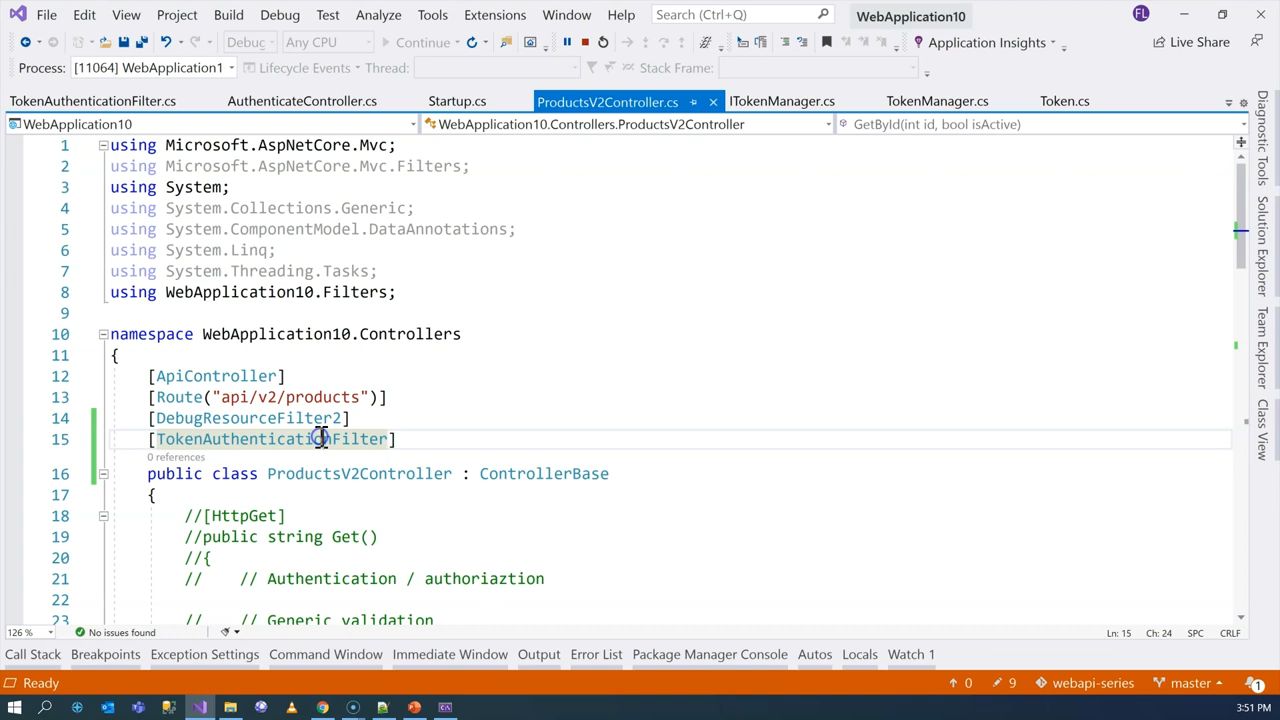 File Edit View Project Build Debug Test Analyze Tools Extensions Window Help Search (Ctrl+Q) WebApplication10 FL
Debug Any CPU Continue Application Insights Live Share
Process: [11064] WebApplication1 Lifecycle Events Thread: Stack Frame:
TokenAuthenticationFilter.cs AuthenticateController.cs Startup.cs ProductsV2Controller.cs ITokenManager.cs TokenManager.cs Token.cs
WebApplication10 WebApplication10.Controllers.ProductsV2Controller GetById(int id, bool isActive)
1 using Microsoft.AspNetCore.Mvc;
2 using Microsoft.AspNetCore.Mvc.Filters;
3 using System;
4 using System.Collections.Generic;
5 using System.ComponentModel.DataAnnotations;
6 using System.Linq;
7 using System.Threading.Tasks;
8 using WebApplication10.Filters;
9
10 namespace WebApplication10.Controllers
11 {
12 [ApiController]
13 [Route("api/v2/products")]
14 [DebugResourceFilter2]
15 [TokenAuthenticationFilter]
0 references
16 public class ProductsV2Controller : ControllerBase
17 {
18 //[HttpGet]
19 //public string Get()
20 //{
21 // // Authentication / authoriaztion
22
23 // // Generic validation
Diagnostic Tools
Solution Explorer
Team Explorer
Class View
126 % No issues found Ln: 15 Ch: 24 SPC CRLF
Call Stack Breakpoints Exception Settings Command Window Immediate Window Output Error List Package Manager Console Autos Locals Watch 1
Ready 0 9 webapi-series master 1
3:51 PM